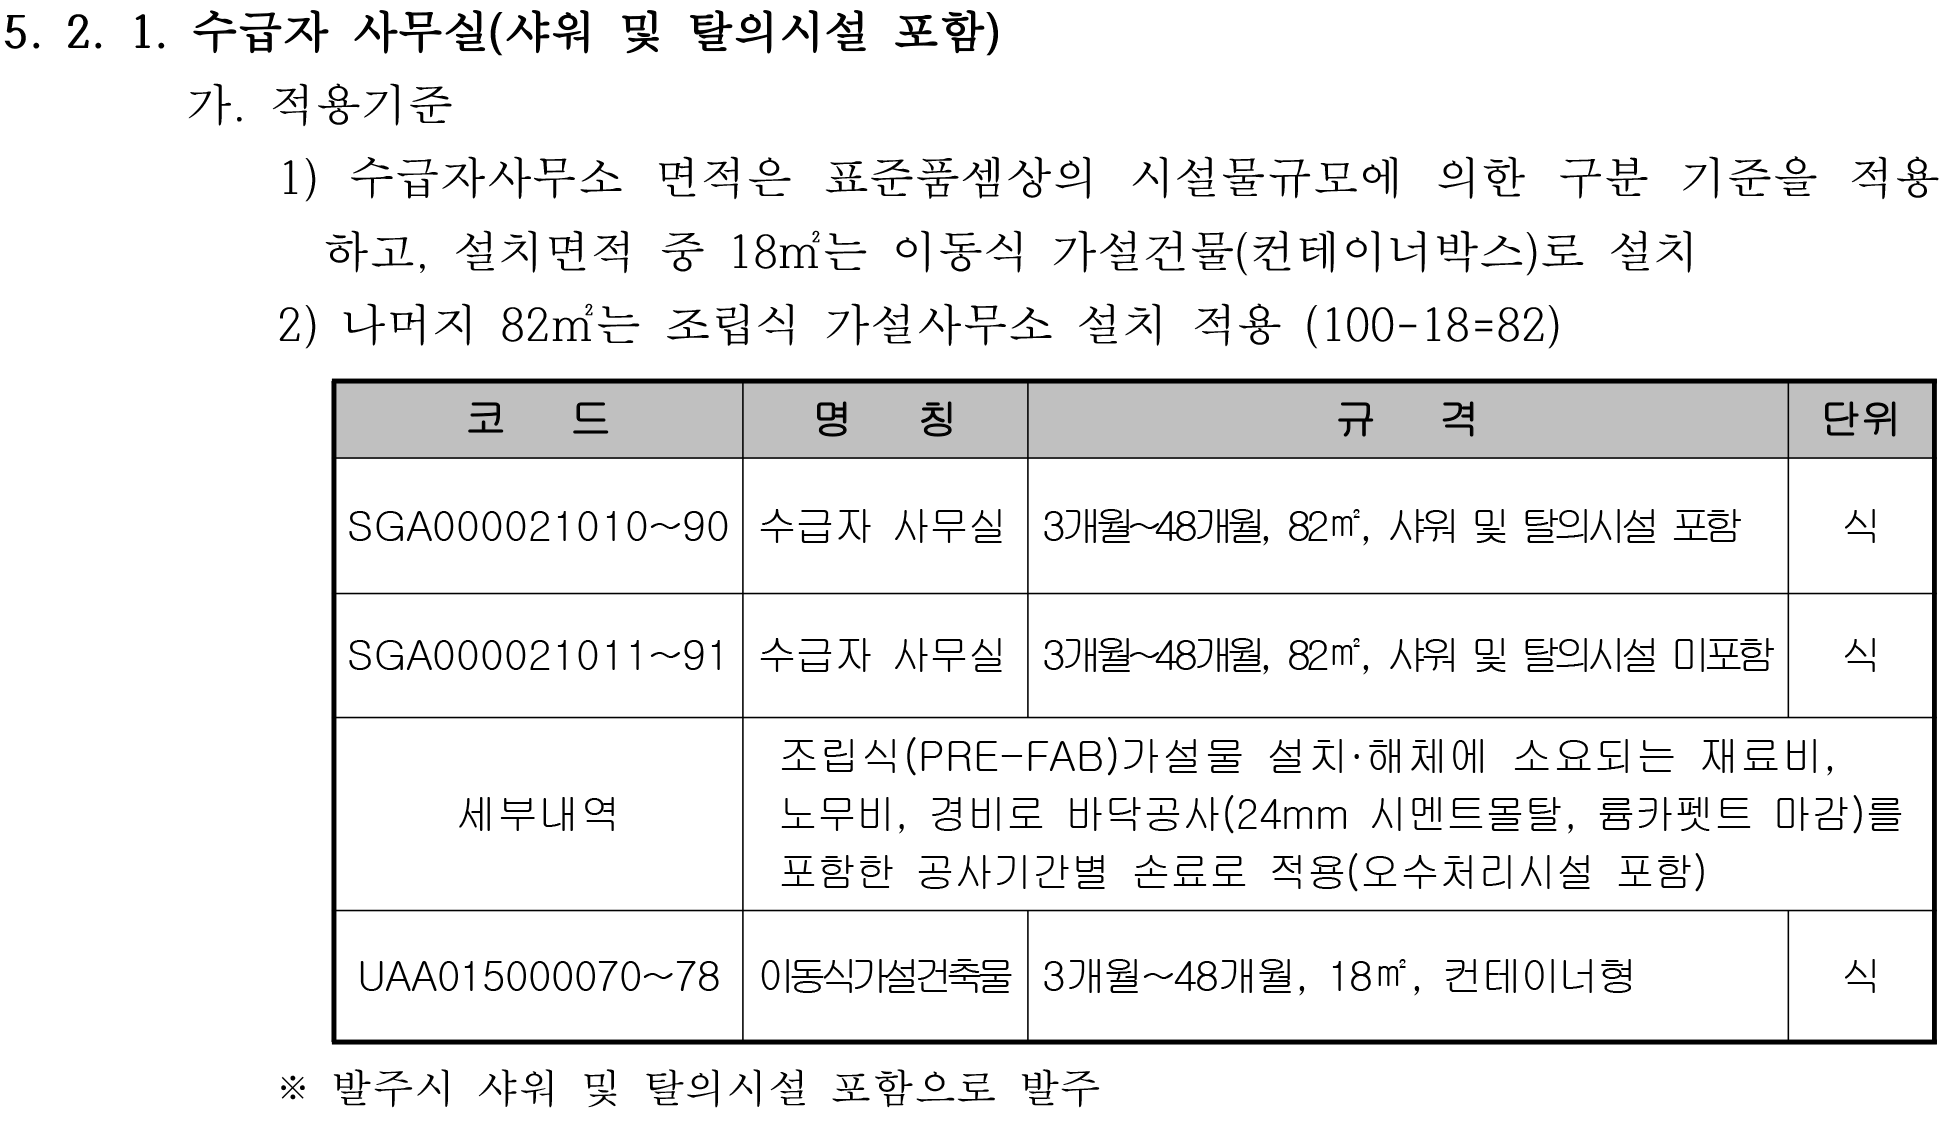 5. 2. 1. 수급자 사무실(샤워 및 탈의시설 포함)
가. 적용기준
1) 수급자사무소 면적은 표준품셈상의 시설물규모에 의한 구분 기준을 적용
하고, 설치면적 중 18㎡는 이동식 가설건물(컨테이너박스)로 설치
2) 나머지 82㎡는 조립식 가설사무소 설치 적용 (100-18=82)
코 드 명 칭 규 격 단위
SGA000021010~90 수급자 사무실 3개월~48개월, 82㎡, 샤워 및 탈의시설 포함 식
SGA000021011~91 수급자 사무실 3개월~48개월, 82㎡, 샤워 및 탈의시설 미포함 식
세부내역
조립식(PRE-FAB)가설물 설치·해체에 소요되는 재료비,
노무비, 경비로 바닥공사(24mm 시멘트몰탈, 륨카펫트 마감)를
포함한 공사기간별 손료로 적용(오수처리시설 포함)
UAA015000070~78 이동식가설건축물 3개월~48개월, 18㎡, 컨테이너형 식
※ 발주시 샤워 및 탈의시설 포함으로 발주